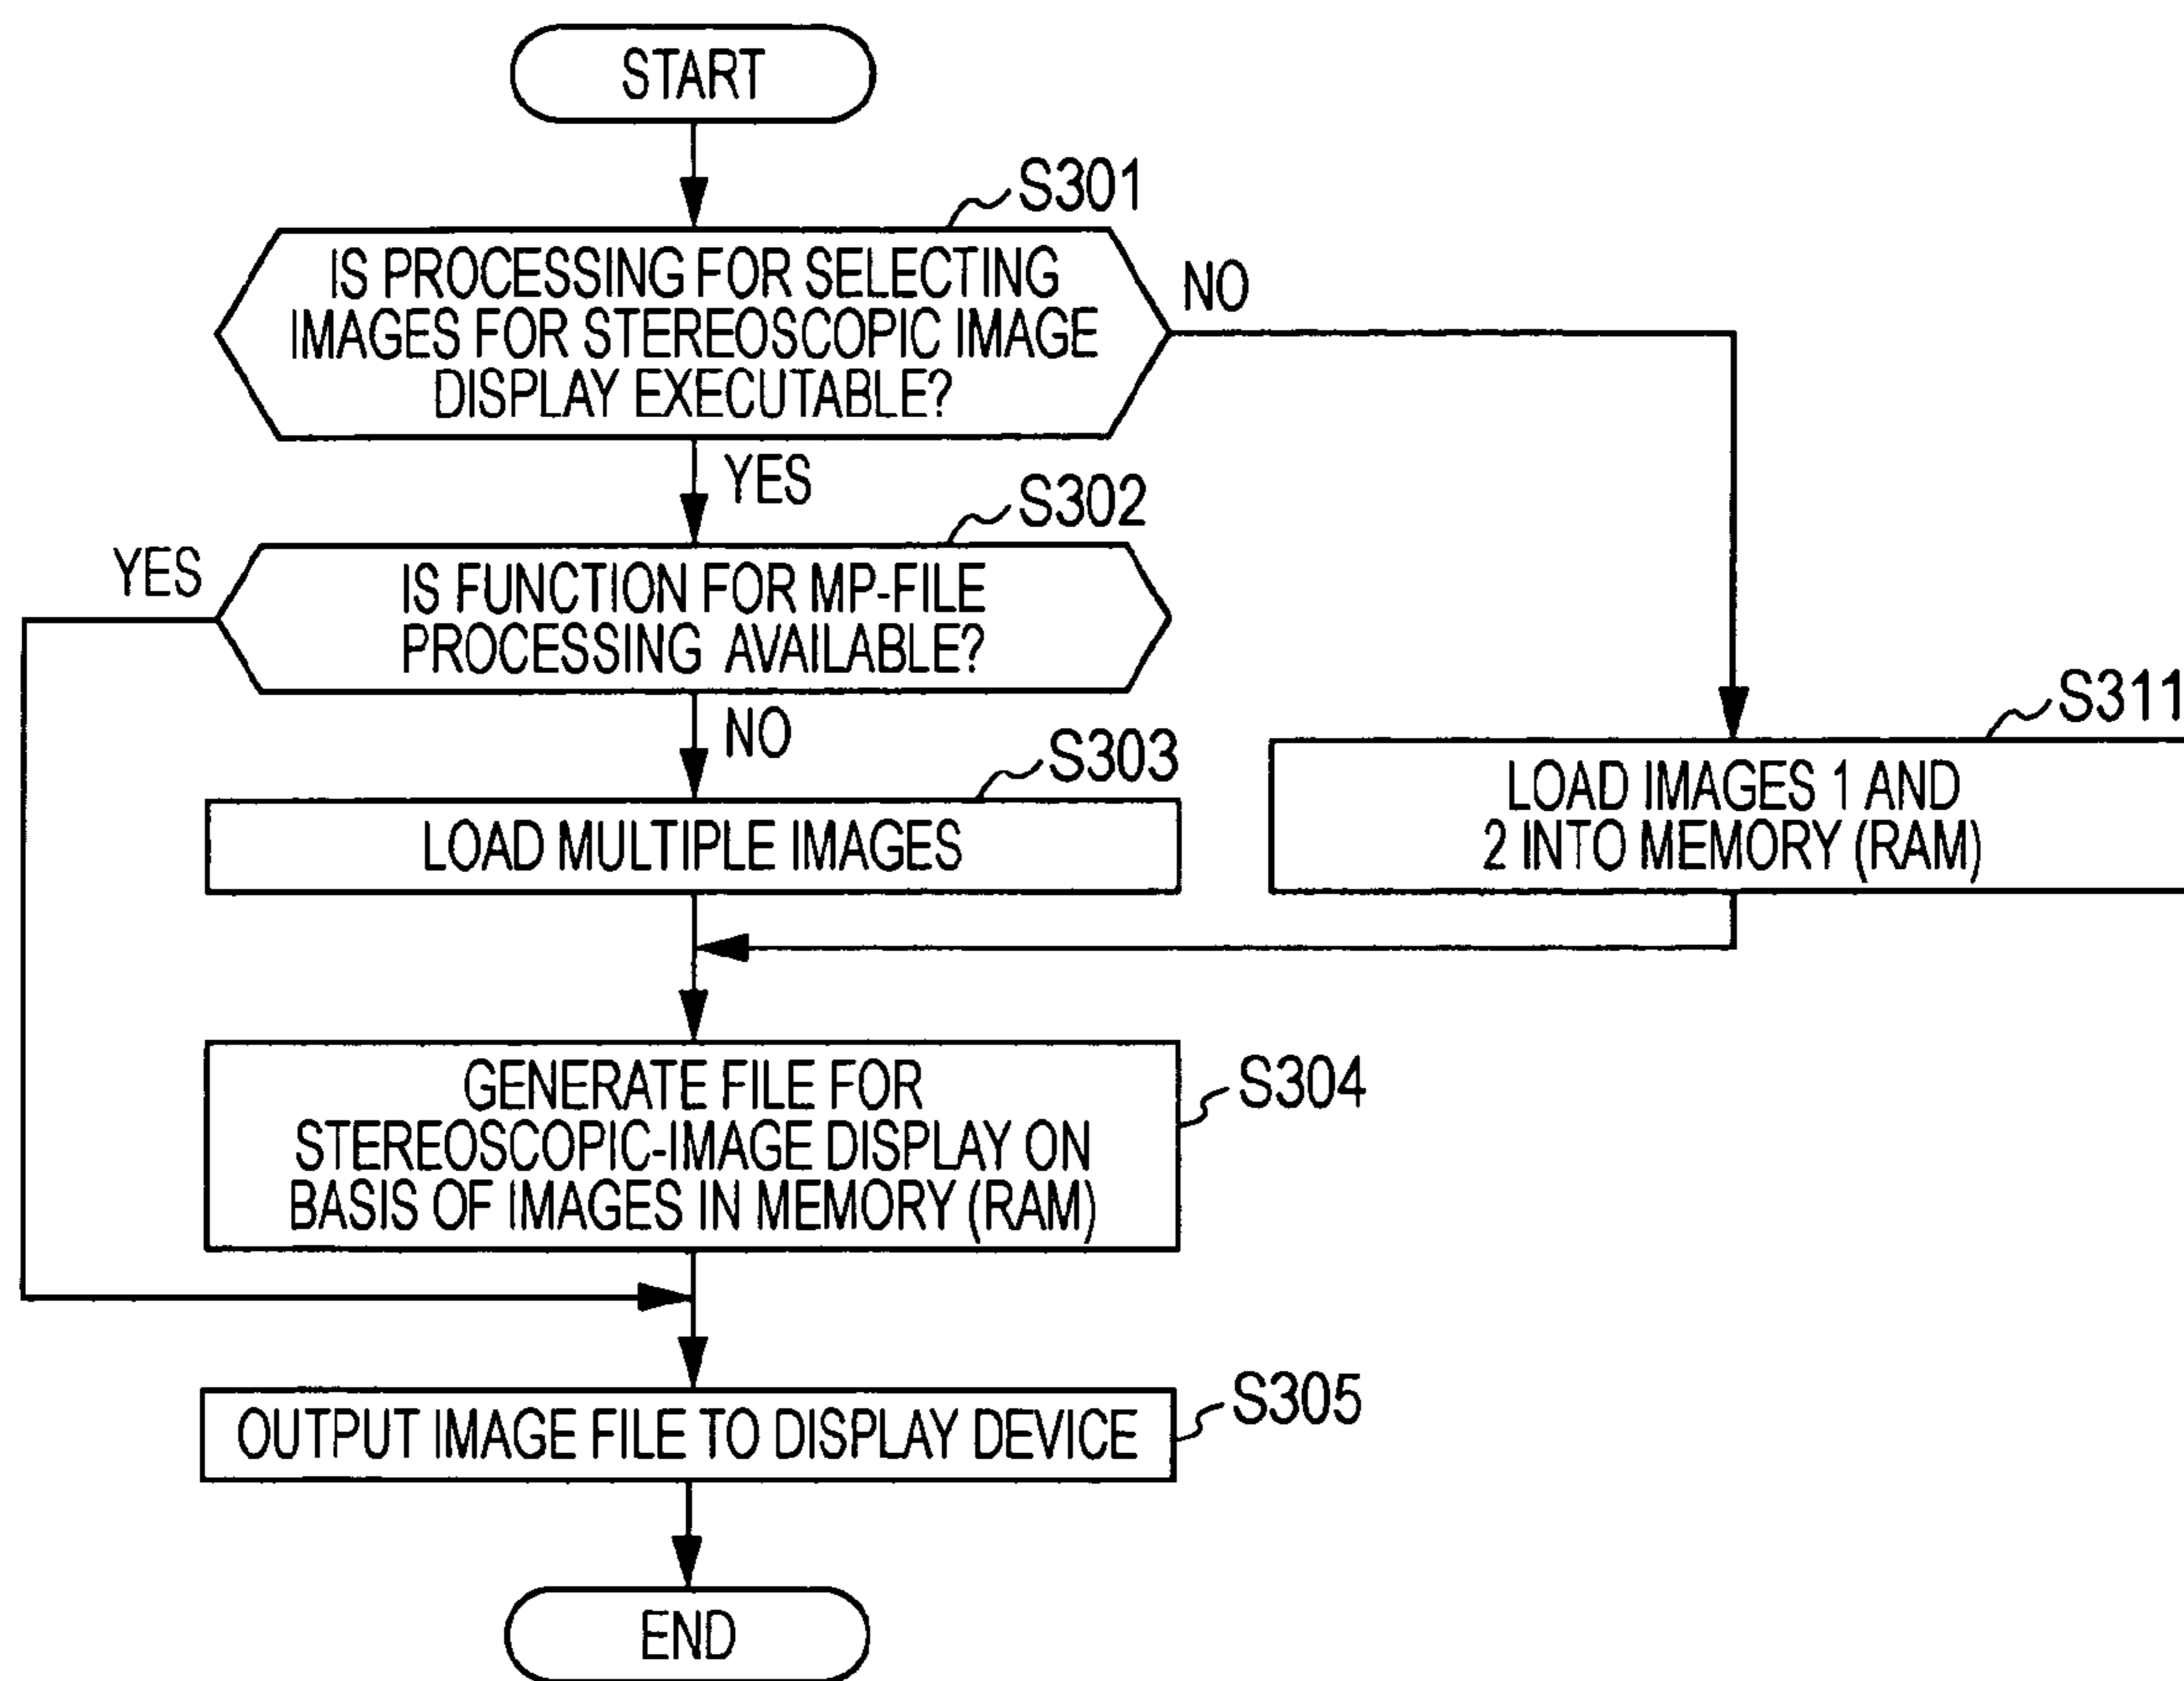 START
S301
IS PROCESSING FOR SELECTING
IMAGES FOR STEREOSCOPIC IMAGE
DISPLAY EXECUTABLE?
NO
YES
S302
YES
IS FUNCTION FOR MP-FILE
PROCESSING AVAILABLE?
NO
S303
LOAD MULTIPLE IMAGES
S311
LOAD IMAGES 1 AND
2 INTO MEMORY (RAM)
GENERATE FILE FOR
STEREOSCOPIC-IMAGE DISPLAY ON
BASIS OF IMAGES IN MEMORY (RAM)
S304
OUTPUT IMAGE FILE TO DISPLAY DEVICE
S305
END